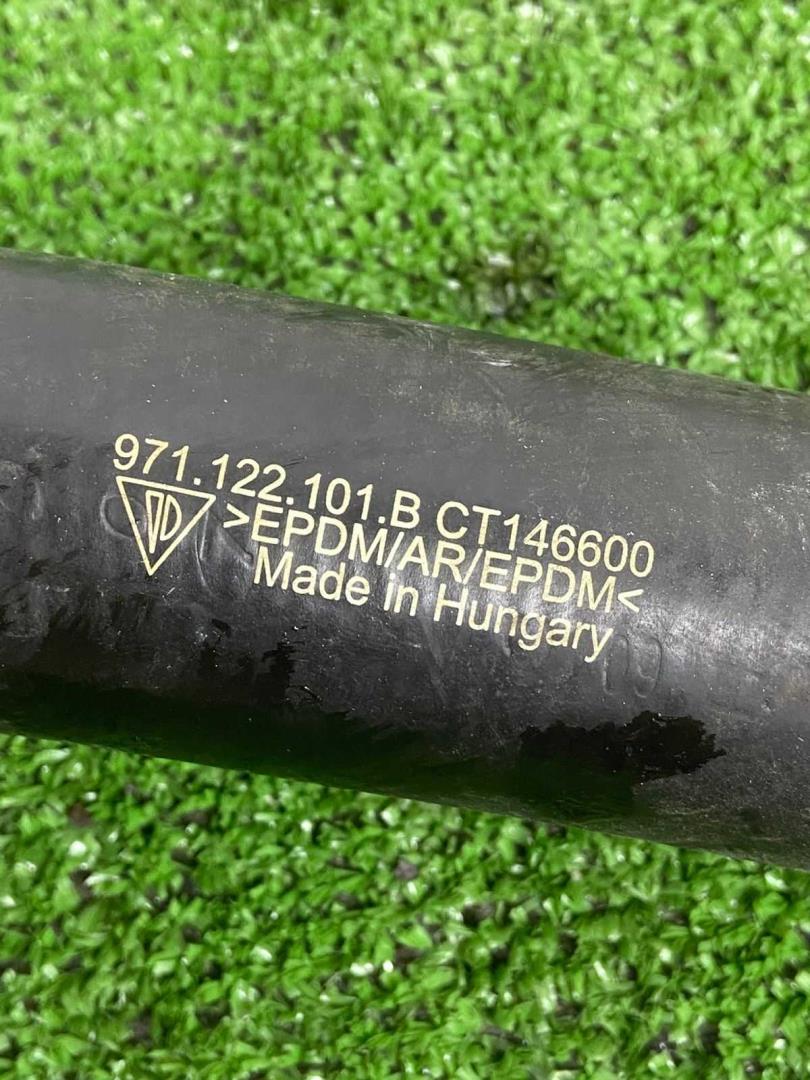 971.122.101.B CT146600
>EPDM/AR/EPDM<
Made in Hungary